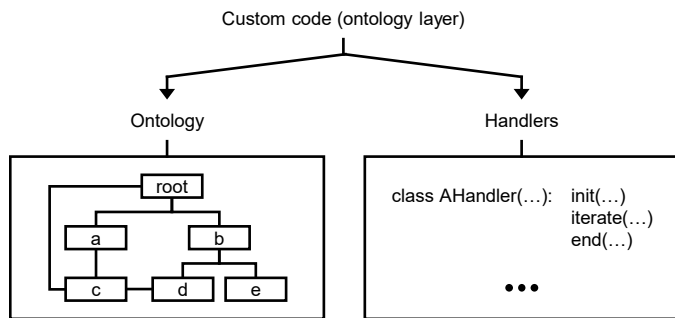 Custom code (ontology layer)
Ontology
Handlers
root
a
b
c
d
e
class AHandler(…): init(…)
iterate(…)
end(…)
•••